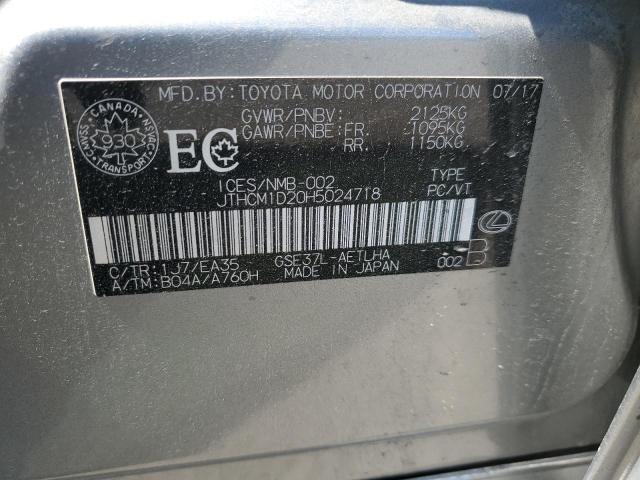 MFD.BY:TOYOTA MOTOR CORPORATION 07/17
GVWR/PNBV: 2125KG
GAWR/PNBE:FR. 1095KG
RR. 1150KG
CANADA
930
TRANSPORT
EC
ICES/NMB-002
JTHCM1D20H5024718
TYPE
PC/VT
C/TR:1J7/EA35
A/TM:B04A/A760H
GSE37L-AETLHA
MADE IN JAPAN
002
B